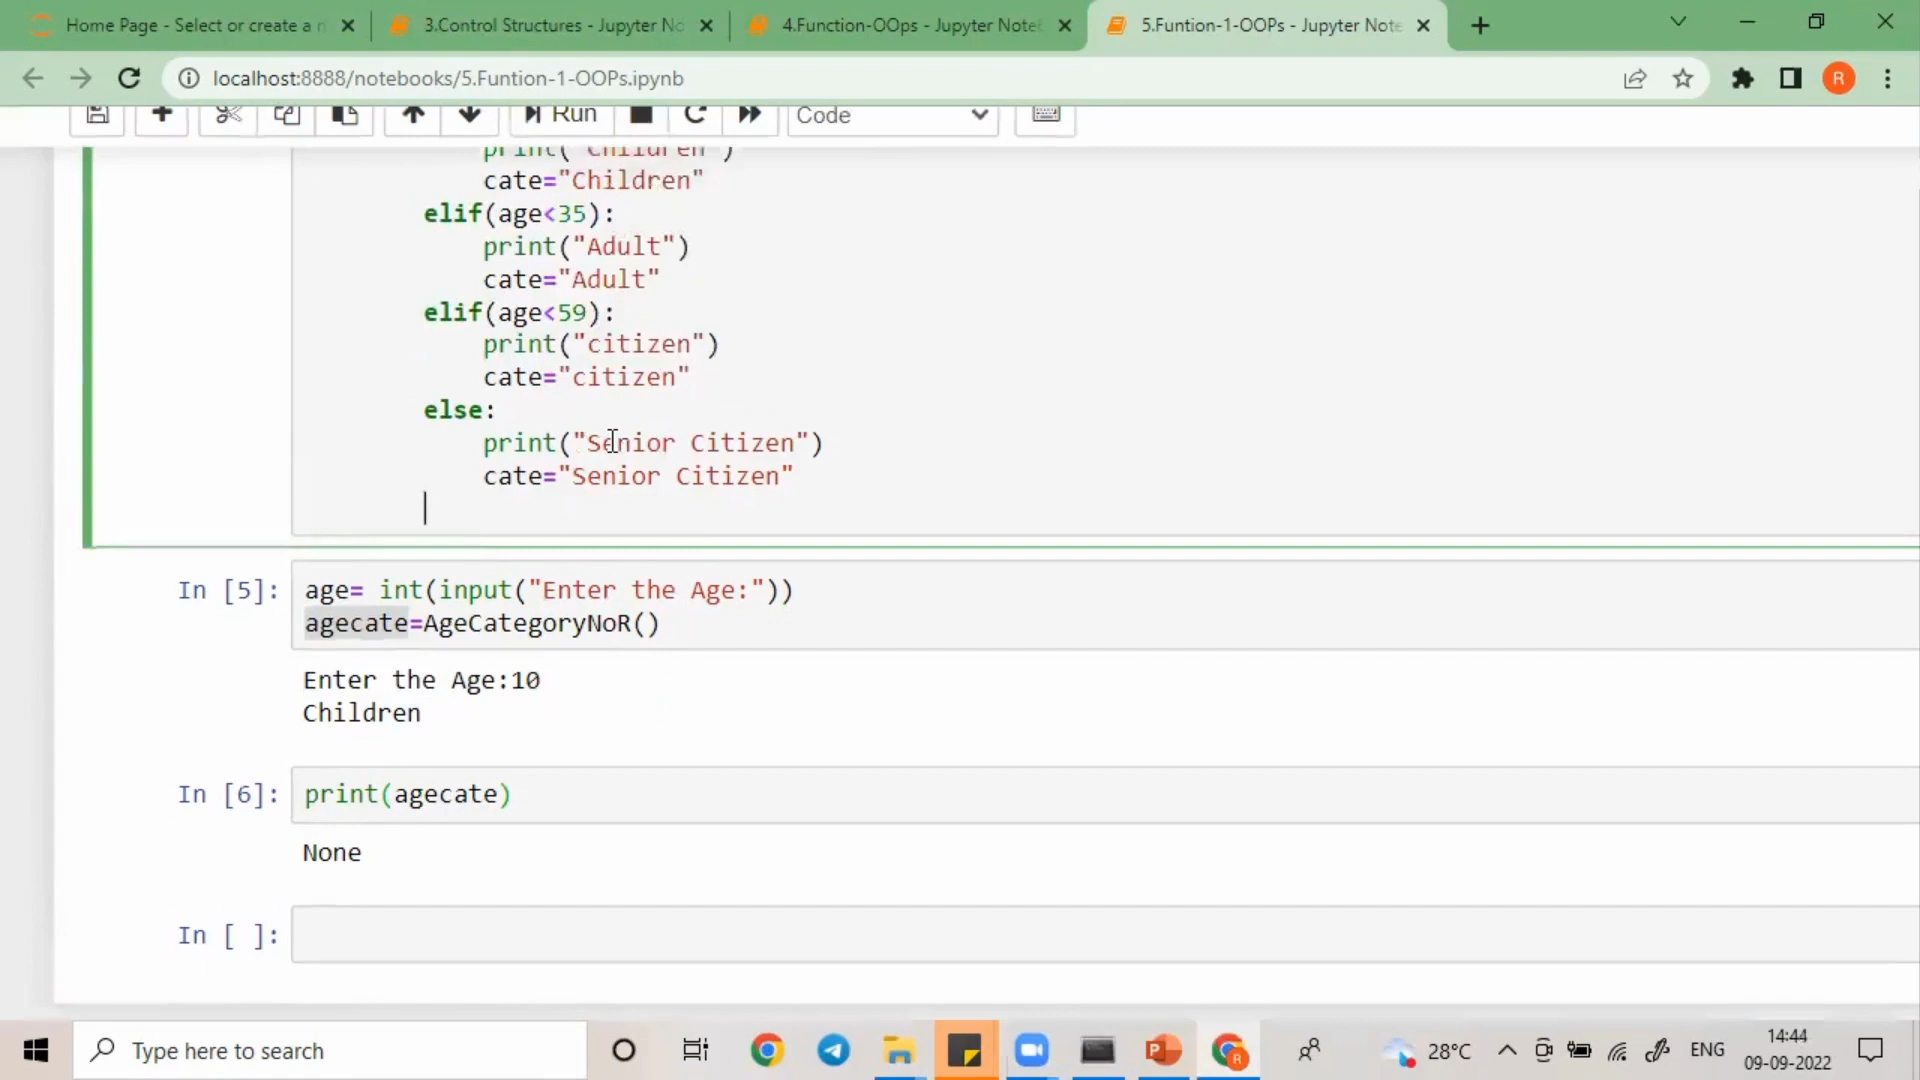 Home Page - Select or create a n
3.Control Structures - Jupyter No
4.Function-OOps - Jupyter Noteb
5.Funtion-1-OOPs - Jupyter Note
localhost:8888/notebooks/5.Funtion-1-OOPs.ipynb
R
Run
Code
print("Children")
cate="Children"
elif(age<35):
print("Adult")
cate="Adult"
elif(age<59):
print("citizen")
cate="citizen"
else:
print("Senior Citizen")
cate="Senior Citizen"
In [5]:
age= int(input("Enter the Age:"))
agecate=AgeCategoryNoR()
Enter the Age:10
Children
In [6]:
print(agecate)
None
In [ ]:
Type here to search
28°C
ENG
14:44
09-09-2022